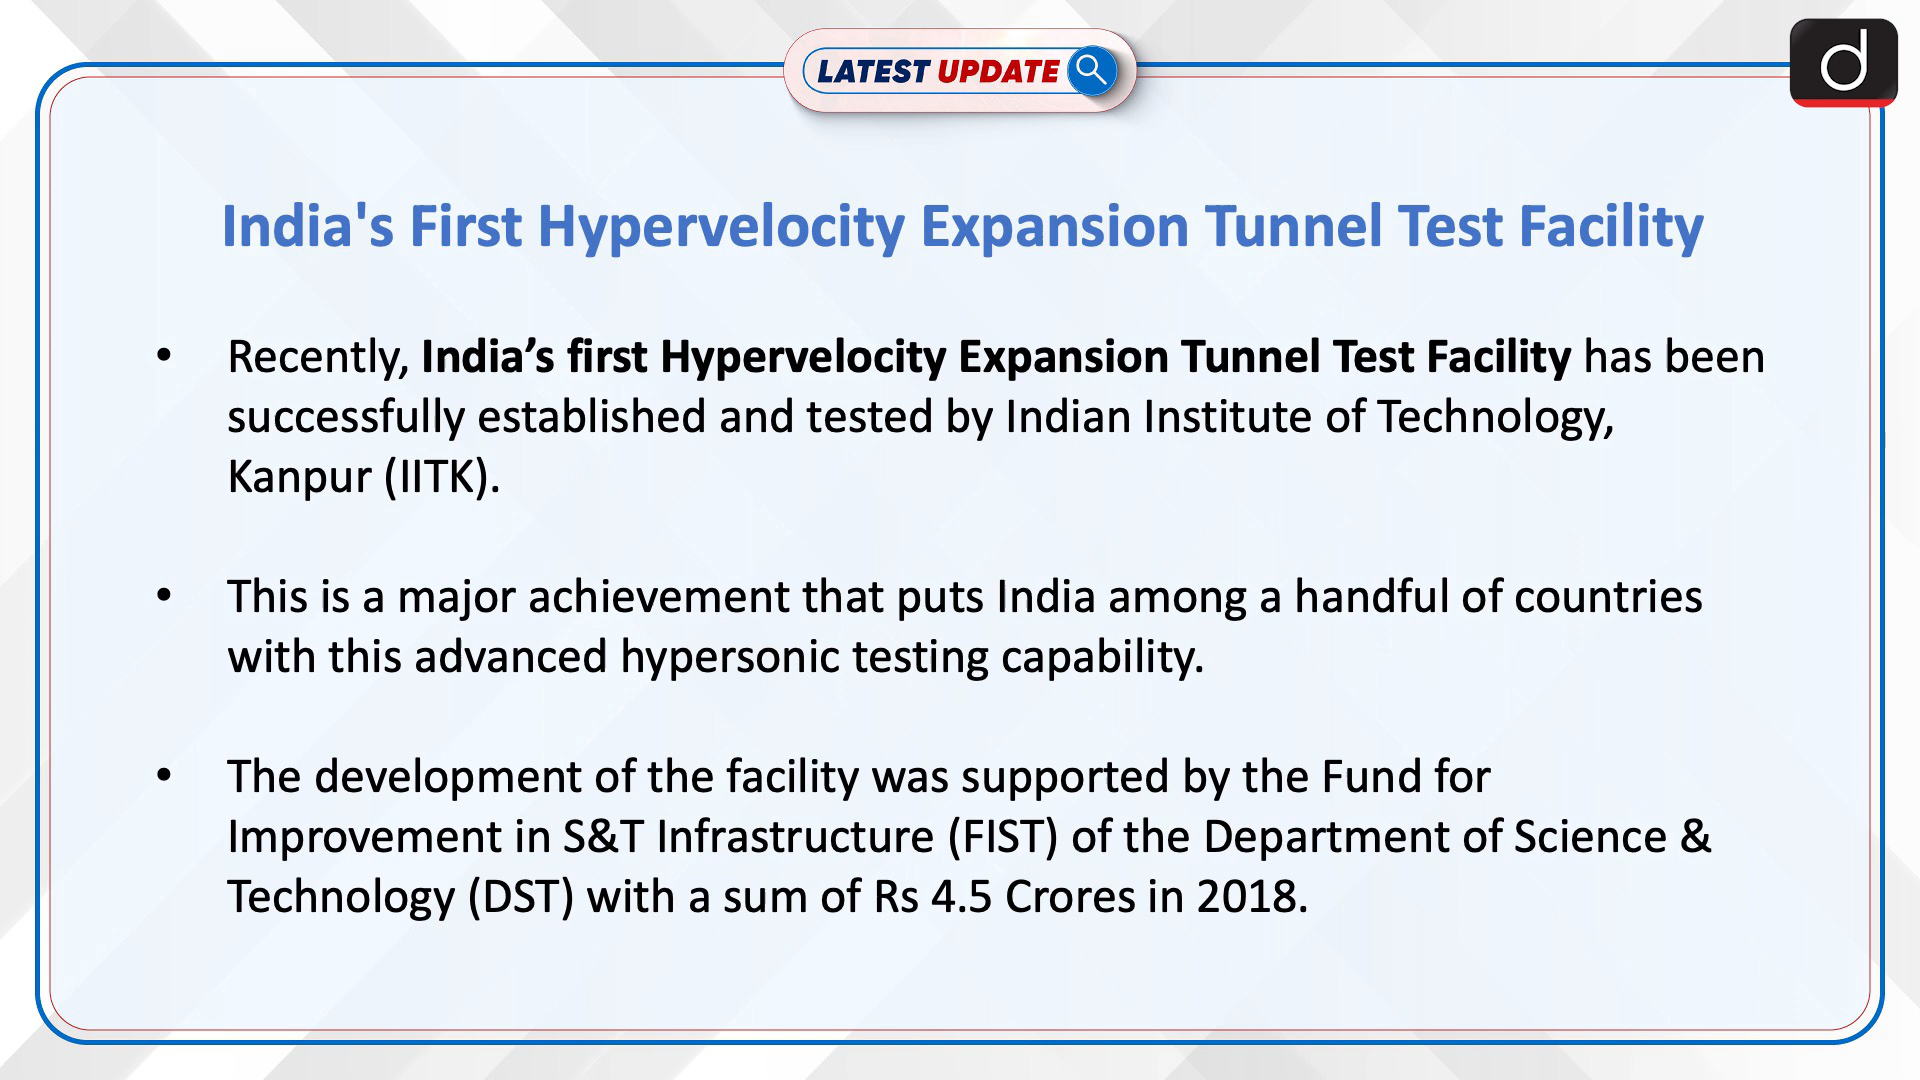 LATEST UPDATE
d
India's First Hypervelocity Expansion Tunnel Test Facility
• Recently, India’s first Hypervelocity Expansion Tunnel Test Facility has been
successfully established and tested by Indian Institute of Technology,
Kanpur (IITK).
• This is a major achievement that puts India among a handful of countries
with this advanced hypersonic testing capability.
• The development of the facility was supported by the Fund for
Improvement in S&T Infrastructure (FIST) of the Department of Science &
Technology (DST) with a sum of Rs 4.5 Crores in 2018.